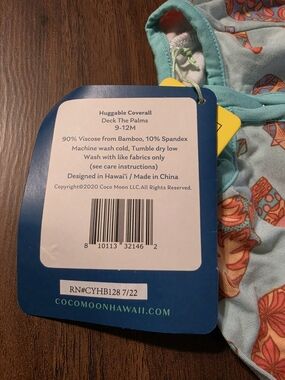 Huggable Coverall
Deck The Palms
9-12M
90% Viscose from Bamboo, 10% Spandex
Machine wash cold, Tumble dry low
Wash with like fabrics only
(see care instructions)
Designed in Hawai'i / Made in China
Copyright©2020 Coco Moon LLC. All Rights Reserved.
8 10113 32146 2
RN#CYHB128 7/22
COCOMOONHAWAII.COM